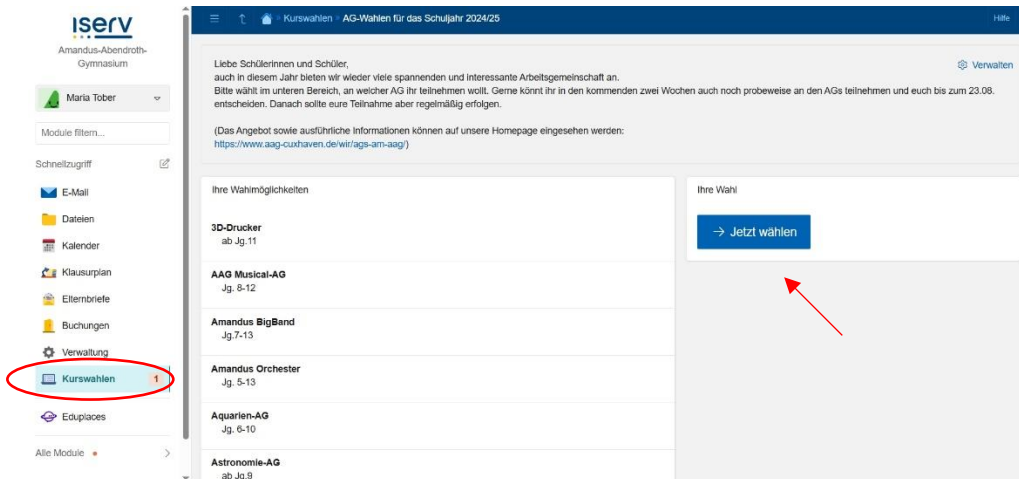 ISerV
Amandus-Abendroth-
Gymnasium
Maria Tober
Module filtern...
Schnellzugriff
E-Mail
Dateien
Kalender
Klausurplan
Elternbriefe
Buchungen
Verwaltung
Kurswahlen 1
Eduplaces
Alle Module
Kurswahlen » AG-Wahlen für das Schuljahr 2024/25
Hilfe
Liebe Schülerinnen und Schüler,
Verwalten
auch in diesem Jahr bieten wir wieder viele spannenden und interessante Arbeitsgemeinschaft an.
Bitte wählt im unteren Bereich, an welcher AG ihr teilnehmen wollt. Gerne könnt ihr in den kommenden zwei Wochen auch noch probeweise an den AGs teilnehmen und euch bis zum 23.08.
entscheiden. Danach sollte eure Teilnahme aber regelmäßig erfolgen.
(Das Angebot sowie ausführliche Informationen können auf unsere Homepage eingesehen werden:
https://www.aag-cuxhaven.de/wir/ags-am-aag/)
Ihre Wahlmöglichkeiten
3D-Drucker
ab Jg.11
AAG Musical-AG
Jg. 8-12
Amandus BigBand
Jg.7-13
Amandus Orchester
Jg. 5-13
Aquarien-AG
Jg. 6-10
Astronomie-AG
ab Jg.9
Ihre Wahl
→ Jetzt wählen